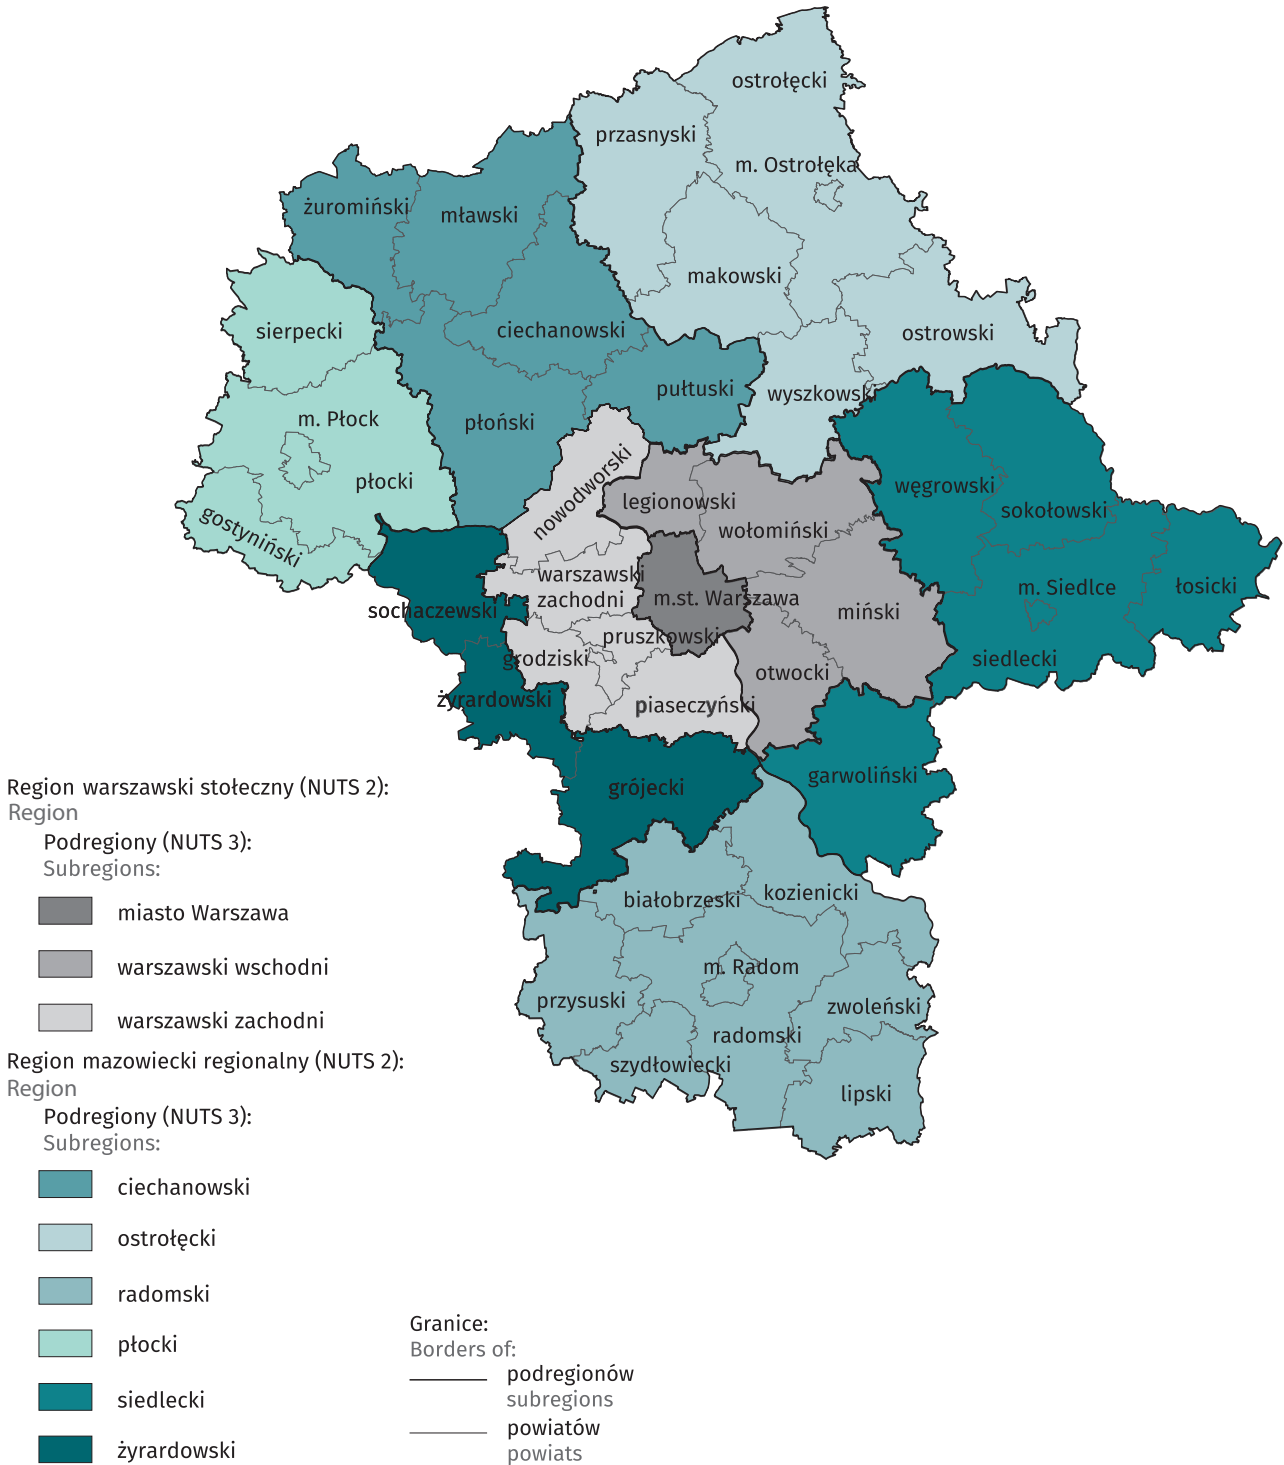 ostrołęcki
przasnyski
m. Ostrołęka
żuromiński
mławski
makowski
sierpecki
ciechanowski
ostrowski
pułtuski
wyszkowski
m. Płock
płoński
płocki
nowodworski
legionowski
węgrowski
sokołowski
gostyniński
wołomiński
warszawski
zachodni
m.st. Warszawa
m. Siedlce
łosicki
sochaczewski
miński
pruszkowski
grodziski
otwocki
siedlecki
żyrardowski
piaseczyński
garwoliński
grójecki
białobrzeski
kozienicki
m. Radom
przysuski
zwoleński
radomski
szydłowiecki
lipski
Region warszawski stołeczny (NUTS 2):
Region
Podregiony (NUTS 3):
Subregions:
miasto Warszawa
warszawski wschodni
warszawski zachodni
Region mazowiecki regionalny (NUTS 2):
Region
Podregiony (NUTS 3):
Subregions:
ciechanowski
ostrołęcki
radomski
płocki
siedlecki
żyrardowski
Granice:
Borders of:
podregionów
subregions
powiatów
powiats